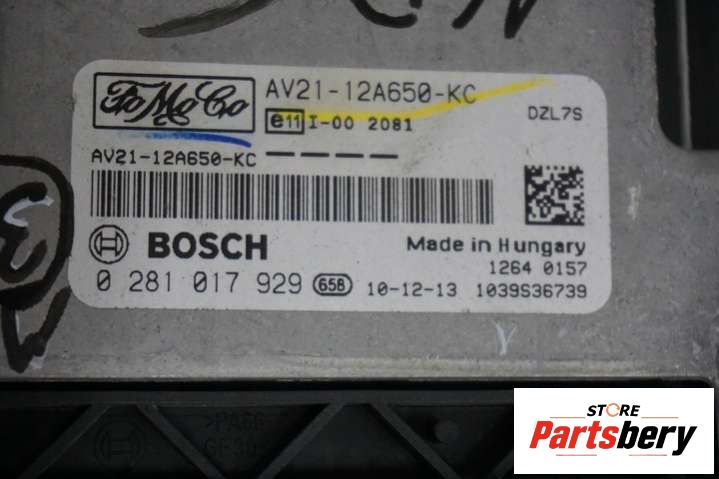 FoMoCo
AV21-12A650-KC
e11 I-00 2081
DZL7S
AV21-12A650-KC — — — —
BOSCH
Made in Hungary
1264 0157
0 281 017 929 658 10-12-13 1039S36739
>PA66
STORE
Partsbery